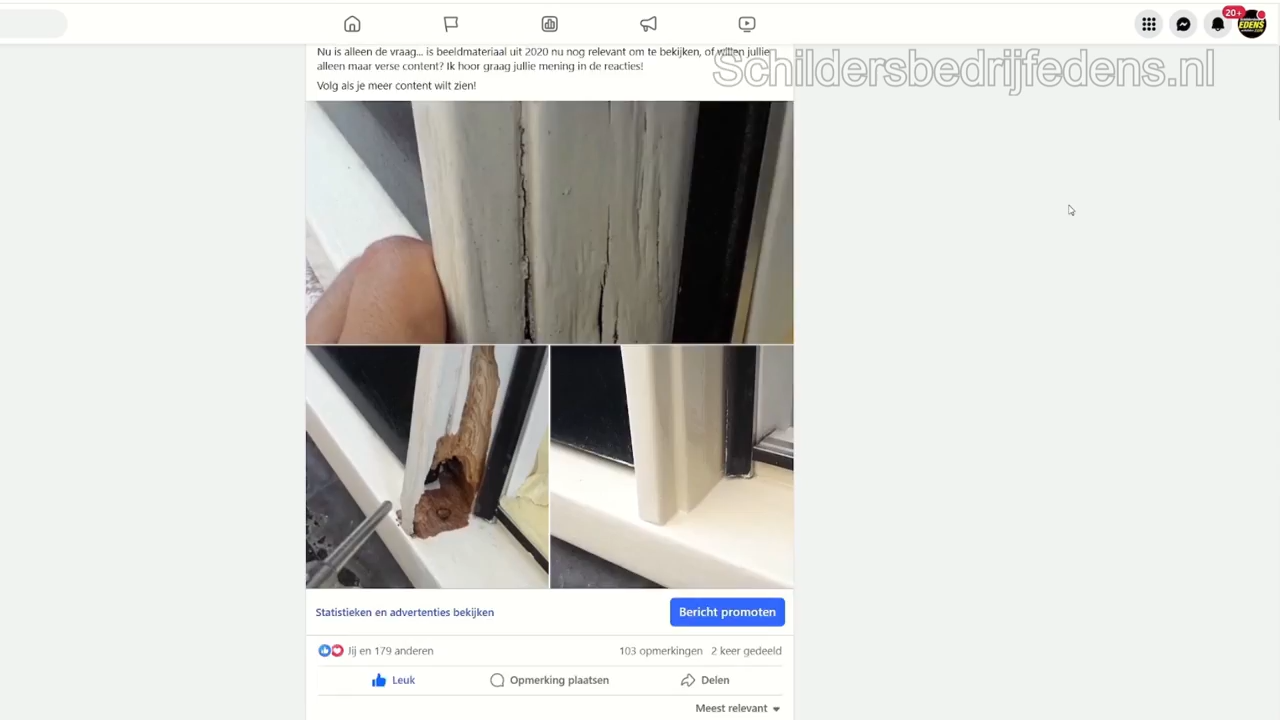 20+
EDENS
Nu is alleen de vraag... is beeldmateriaal uit 2020 nu nog relevant om te bekijken, of willen jullie
alleen maar verse content? Ik hoor graag jullie mening in de reacties!
Schildersbedrijfedens.nl
Volg als je meer content wilt zien!
Statistieken en advertenties bekijken
Bericht promoten
Jij en 179 anderen
103 opmerkingen 2 keer gedeeld
Leuk Opmerking plaatsen Delen
Meest relevant